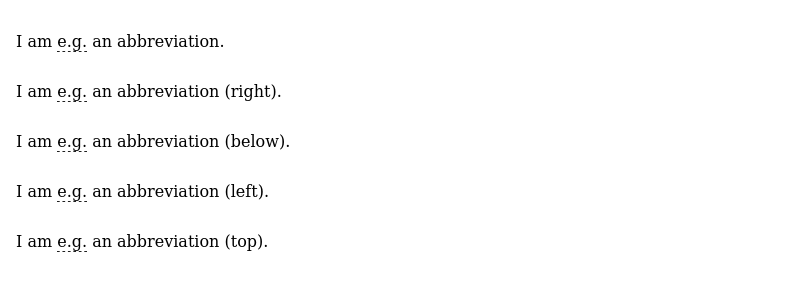 I am e.g. an abbreviation.
I am e.g. an abbreviation (right).
I am e.g. an abbreviation (below).
I am e.g. an abbreviation (left).
I am e.g. an abbreviation (top).